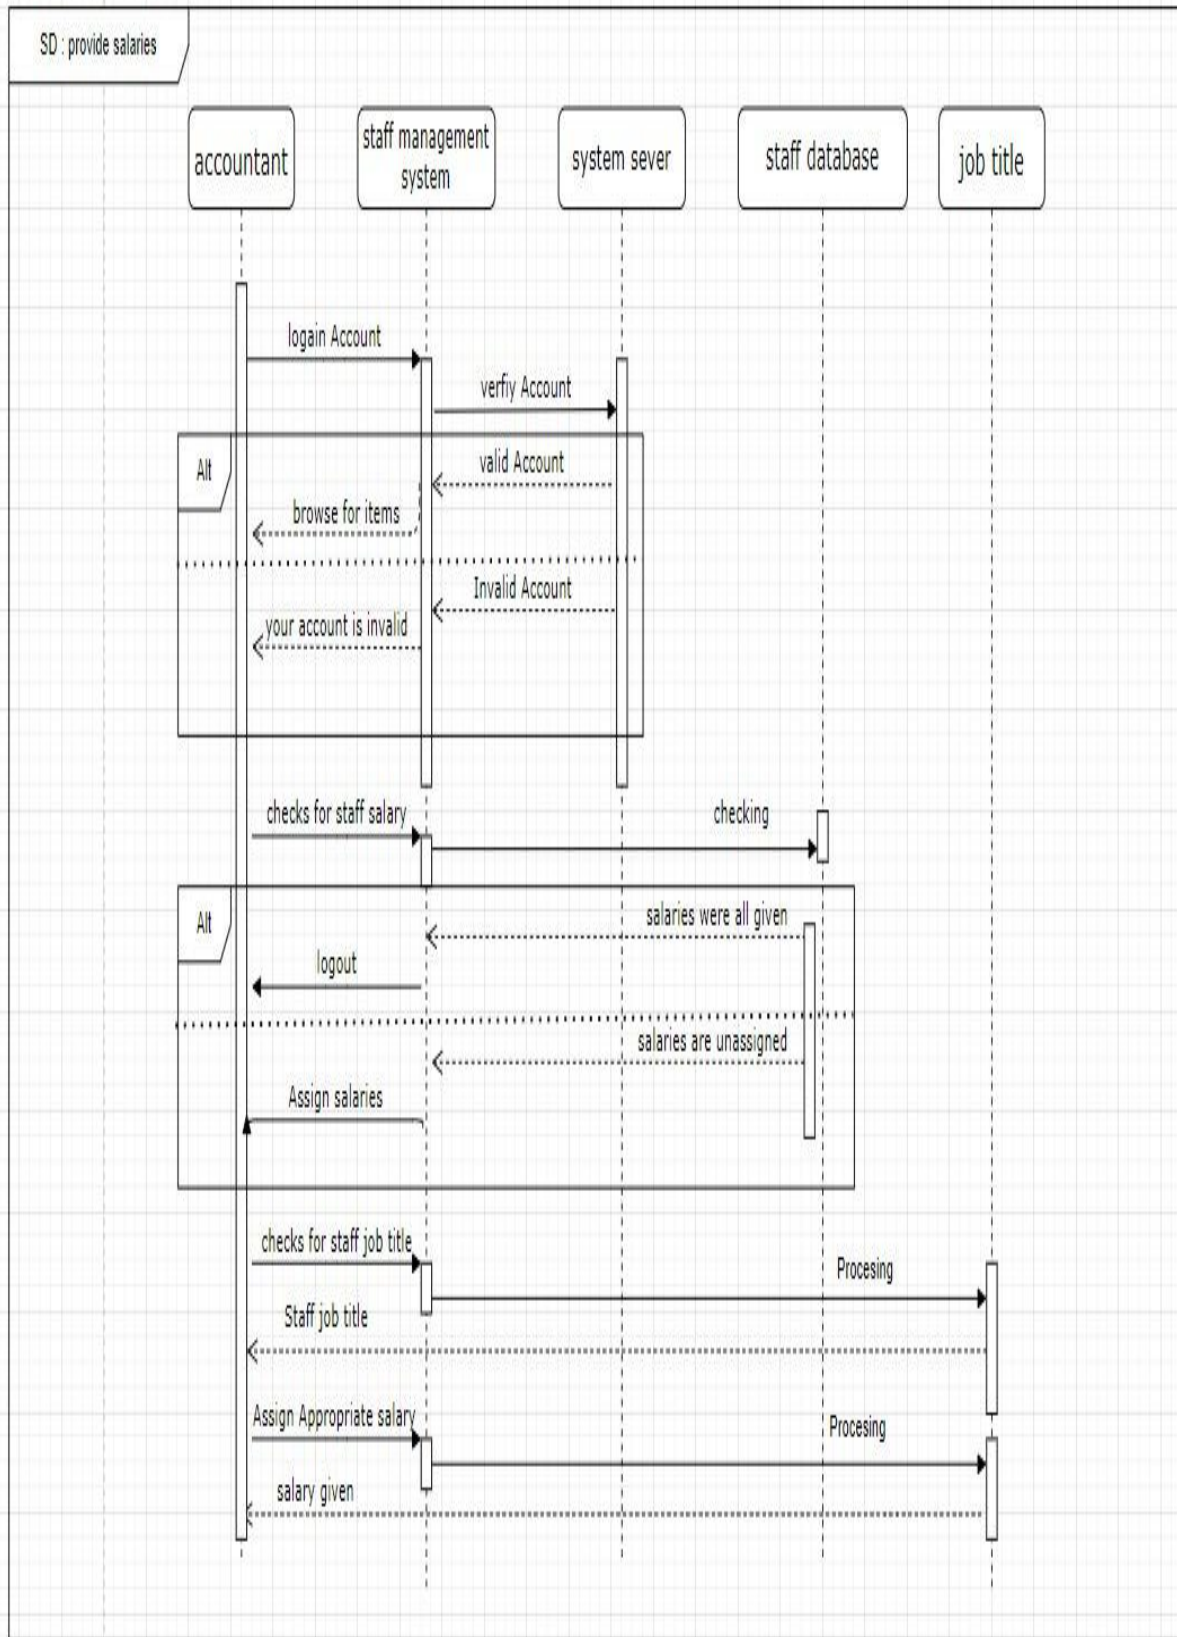 SD : provide salaries
accountant
staff management
system
system sever
staff database
job title
logain Account
verfiy Account
Alt
valid Account
browse for items
Invalid Account
your account is invalid
checks for staff salary
checking
Alt
salaries were all given
logout
salaries are unassigned
Assign salaries
checks for staff job title
Procesing
Staff job title
Assign Appropriate salary
Procesing
salary given